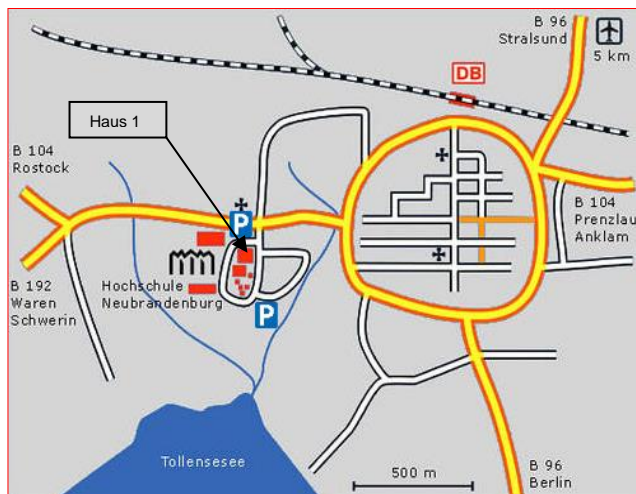 B 96
Stralsund
5 km
DB
Haus 1
B 104
Rostock
P
B 104
Prenzlau
Anklam
B 192
Waren
Schwerin
Hochschule
Neubrandenburg
P
Tollensesee
500 m
B 96
Berlin